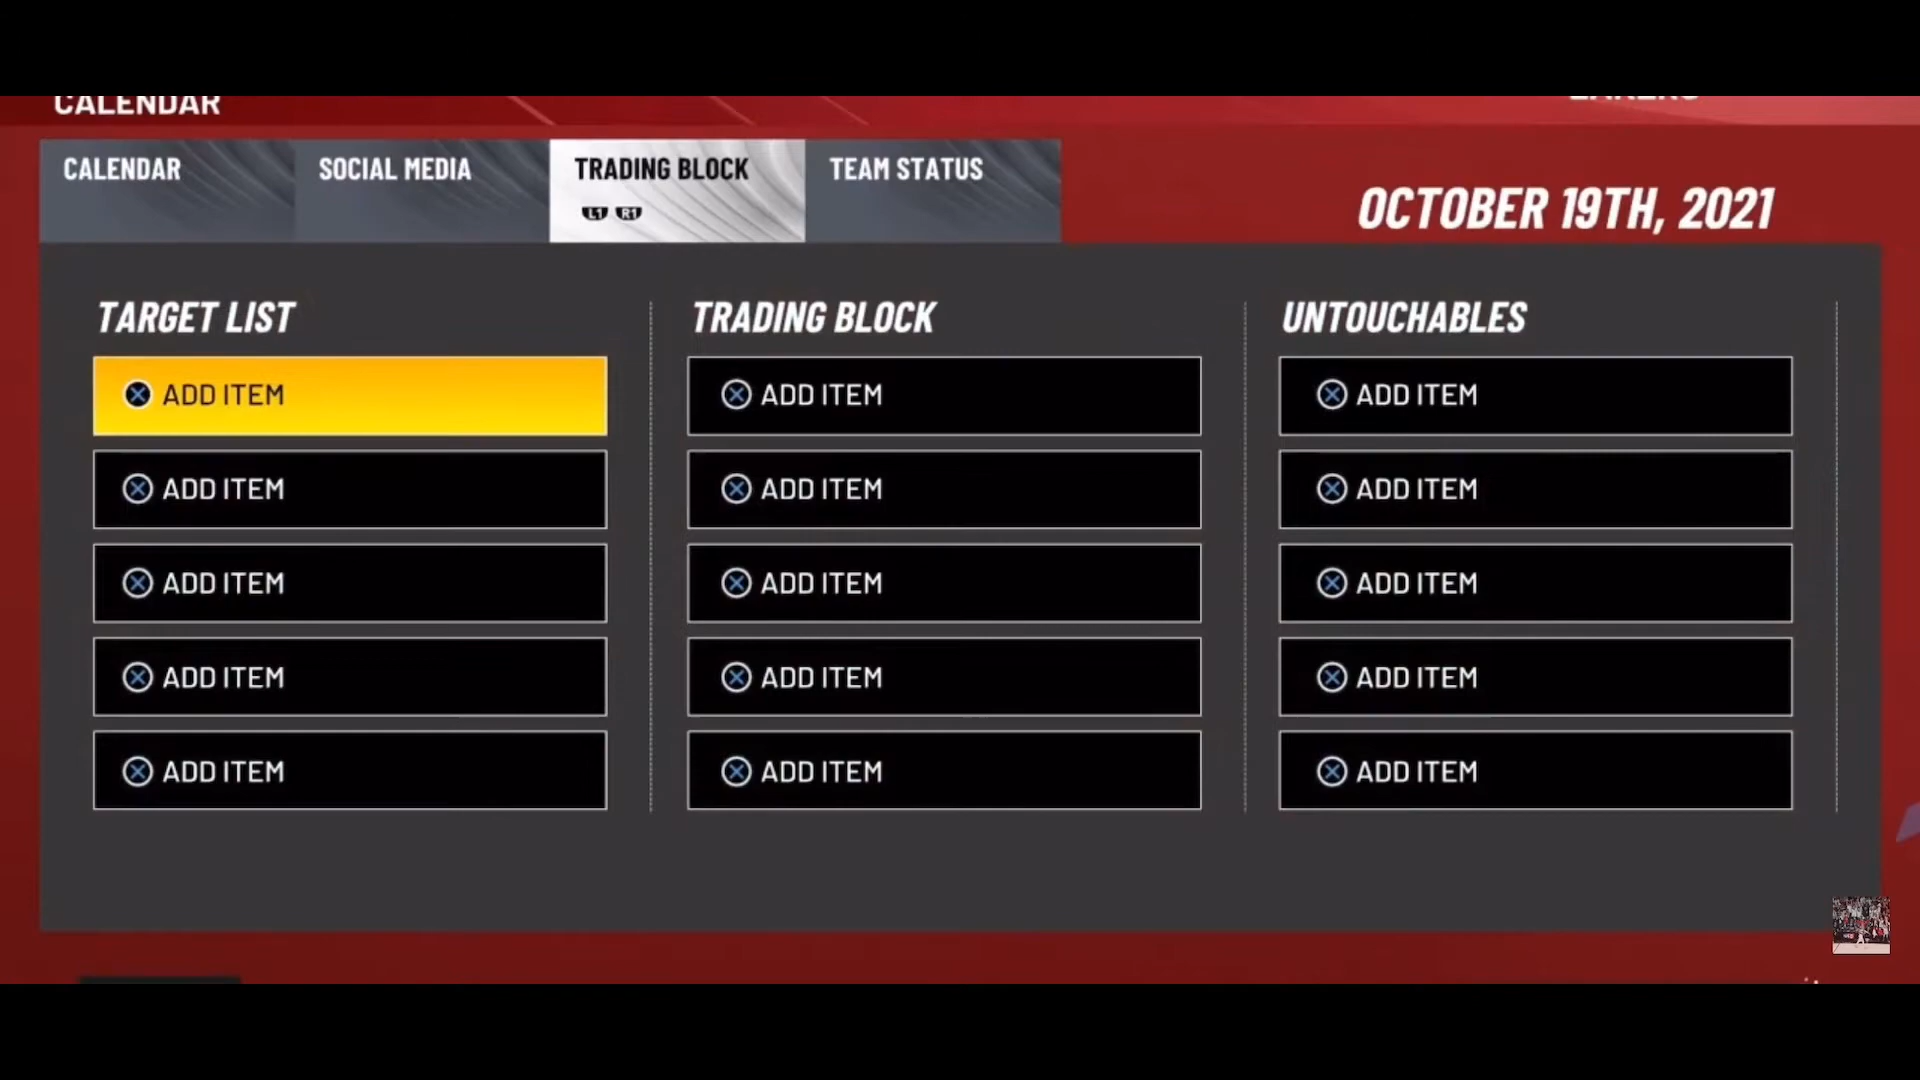 CALENDAR
CALENDAR
SOCIAL MEDIA
TRADING BLOCK
L1 R1
TEAM STATUS
OCTOBER 19TH, 2021
TARGET LIST
ADD ITEM
ADD ITEM
ADD ITEM
ADD ITEM
ADD ITEM
TRADING BLOCK
ADD ITEM
ADD ITEM
ADD ITEM
ADD ITEM
ADD ITEM
UNTOUCHABLES
ADD ITEM
ADD ITEM
ADD ITEM
ADD ITEM
ADD ITEM